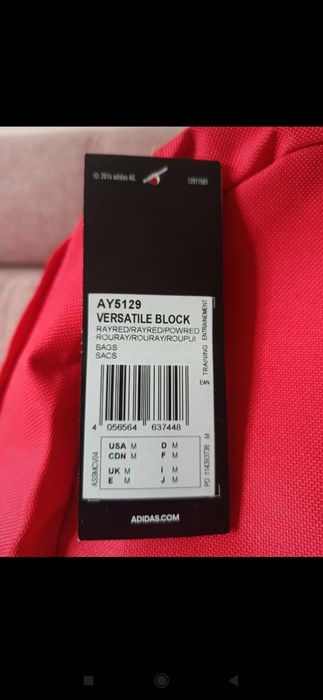 © 2016 adidas AG.
AY5129
VERSATILE BLOCK
RAYRED/RAYRED/POWRED
ROURAY/ROURAY/ROUPUI
BAGS
SACS
TRAINING ENTRAINEMENT
EAN
4 056564 637448
USA M D M
CDN M F M
UK M I M
E M J M
M
ADIDAS.COM